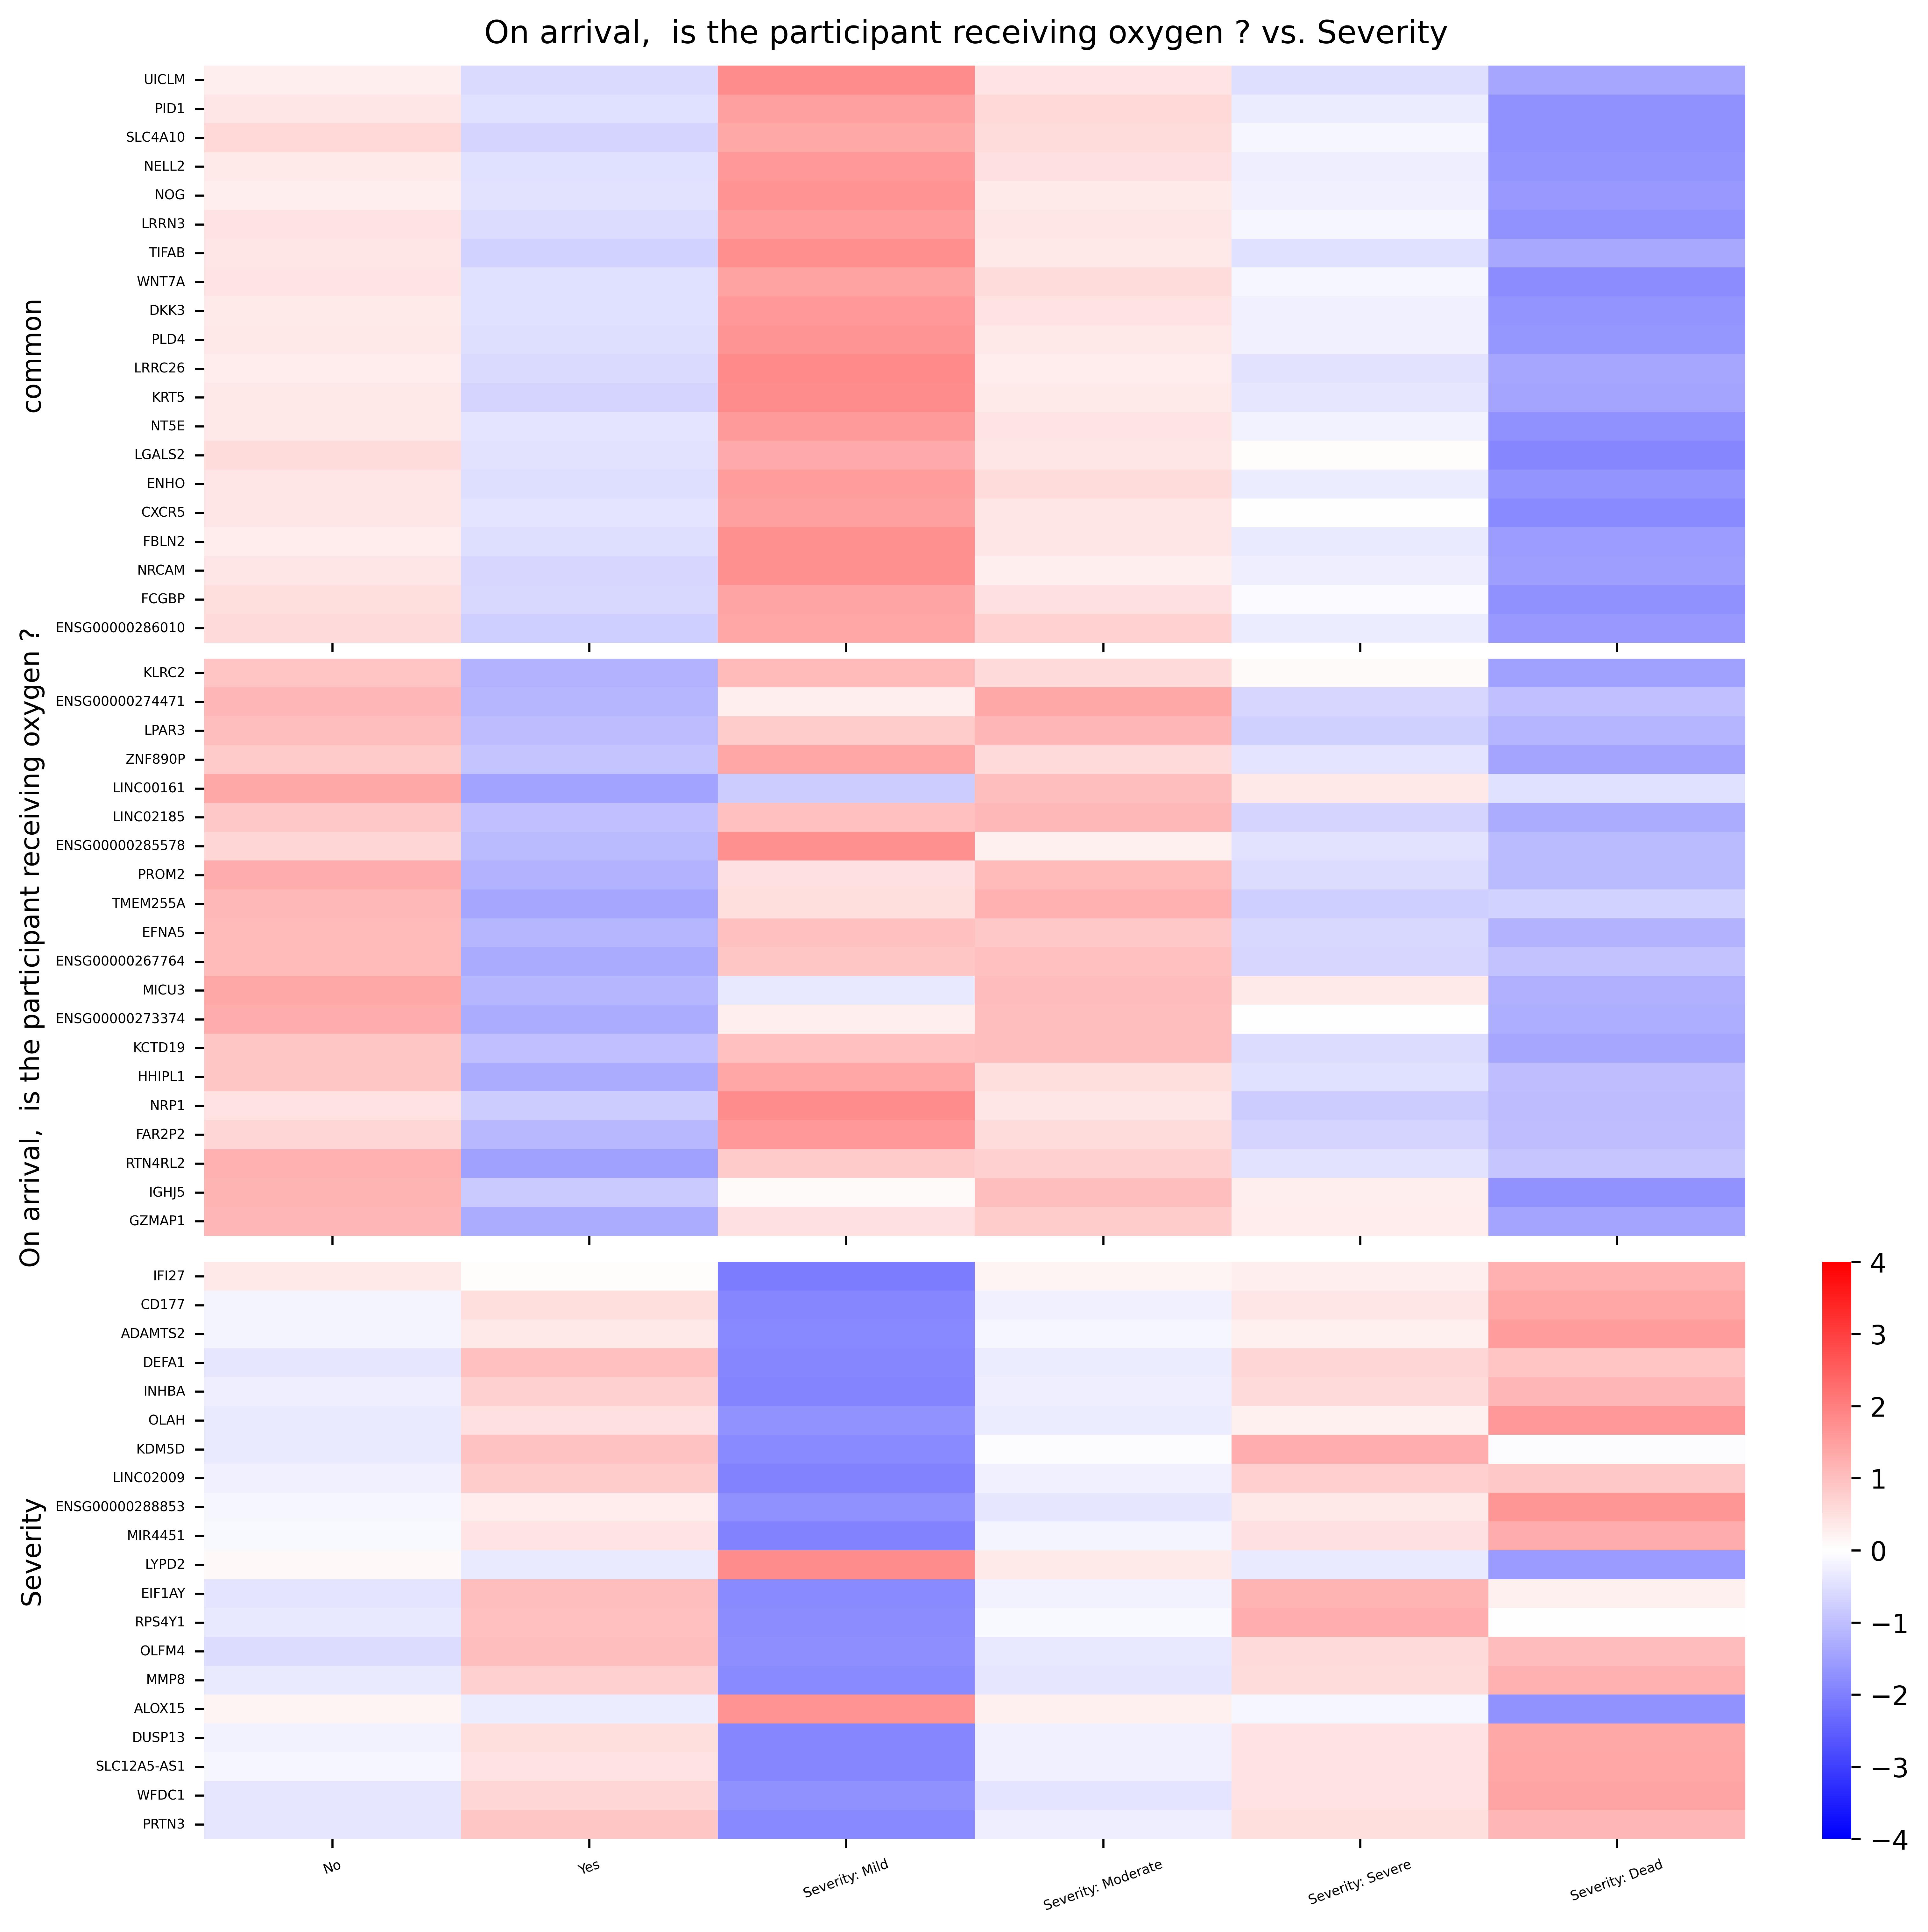 On arrival,  is the participant receiving oxygen ? vs. Severity
common
UICLM
PID1
SLC4A10
NELL2
NOG
LRRN3
TIFAB
WNT7A
DKK3
PLD4
LRRC26
KRT5
NT5E
LGALS2
ENHO
CXCR5
FBLN2
NRCAM
FCGBP
ENSG00000286010
On arrival,  is the participant receiving oxygen ?
KLRC2
ENSG00000274471
LPAR3
ZNF890P
LINC00161
LINC02185
ENSG00000285578
PROM2
TMEM255A
EFNA5
ENSG00000267764
MICU3
ENSG00000273374
KCTD19
HHIPL1
NRP1
FAR2P2
RTN4RL2
IGHJ5
GZMAP1
Severity
IFI27
CD177
ADAMTS2
DEFA1
INHBA
OLAH
KDM5D
LINC02009
ENSG00000288853
MIR4451
LYPD2
EIF1AY
RPS4Y1
OLFM4
MMP8
ALOX15
DUSP13
SLC12A5-AS1
WFDC1
PRTN3
No
Yes
Severity: Mild
Severity: Moderate
Severity: Severe
Severity: Dead
4
3
2
1
0
−1
−2
−3
−4